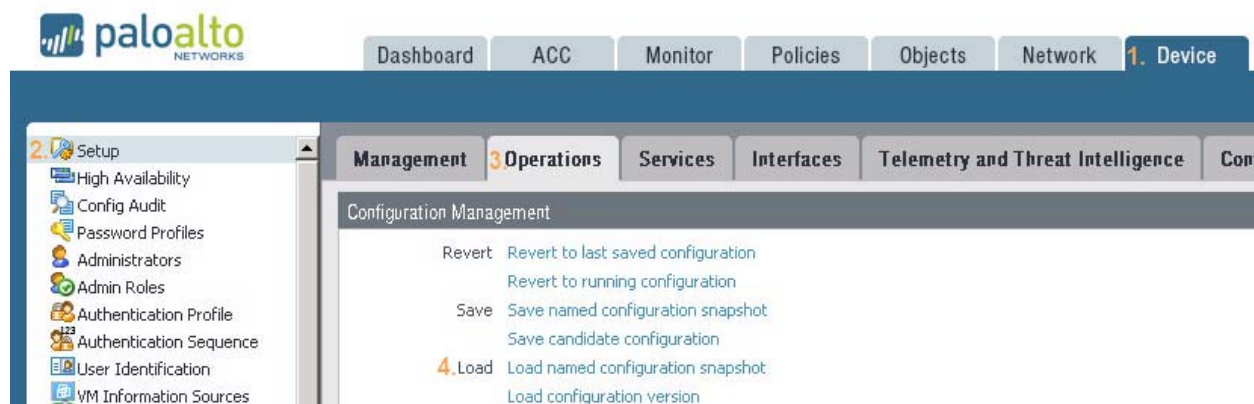 paloalto
NETWORKS
Dashboard ACC Monitor Policies Objects Network 1. Device
2. Setup
High Availability
Config Audit
Password Profiles
Administrators
Admin Roles
Authentication Profile
123
Authentication Sequence
User Identification
VM Information Sources
Management 3 Operations Services Interfaces Telemetry and Threat Intelligence Con
Configuration Management
Revert Revert to last saved configuration
Revert to running configuration
Save Save named configuration snapshot
Save candidate configuration
4. Load Load named configuration snapshot
Load configuration version